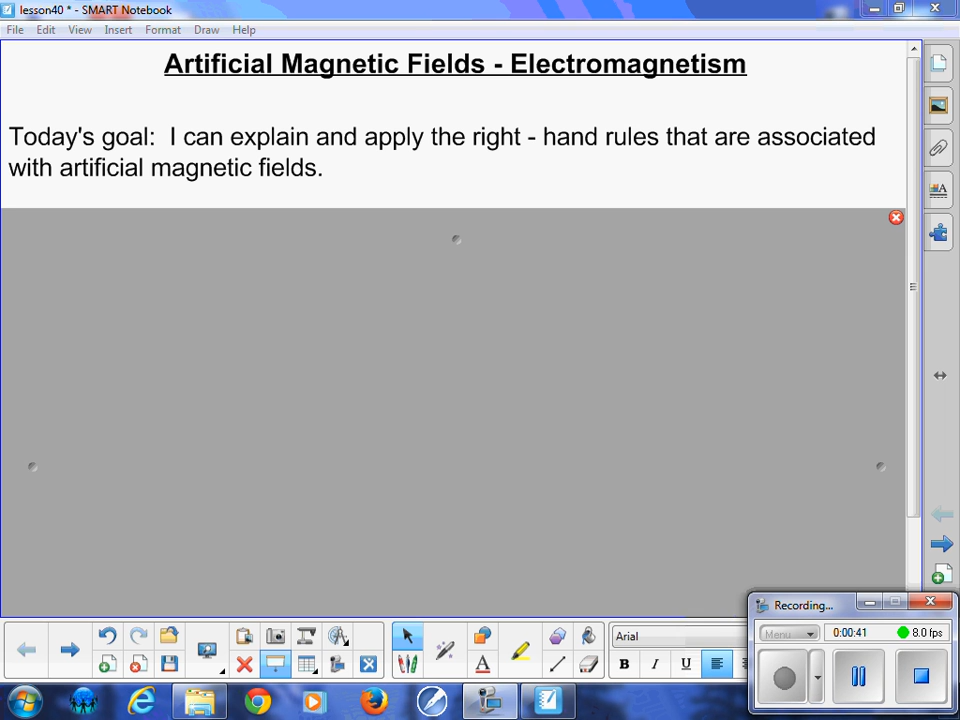 lesson40 * - SMART Notebook
File Edit View Insert Format Draw Help
Artificial Magnetic Fields - Electromagnetism
Today's goal:  I can explain and apply the right - hand rules that are associated
with artificial magnetic fields.
Recording...
Menu
0:00:41
8.0 fps
Arial
B I U